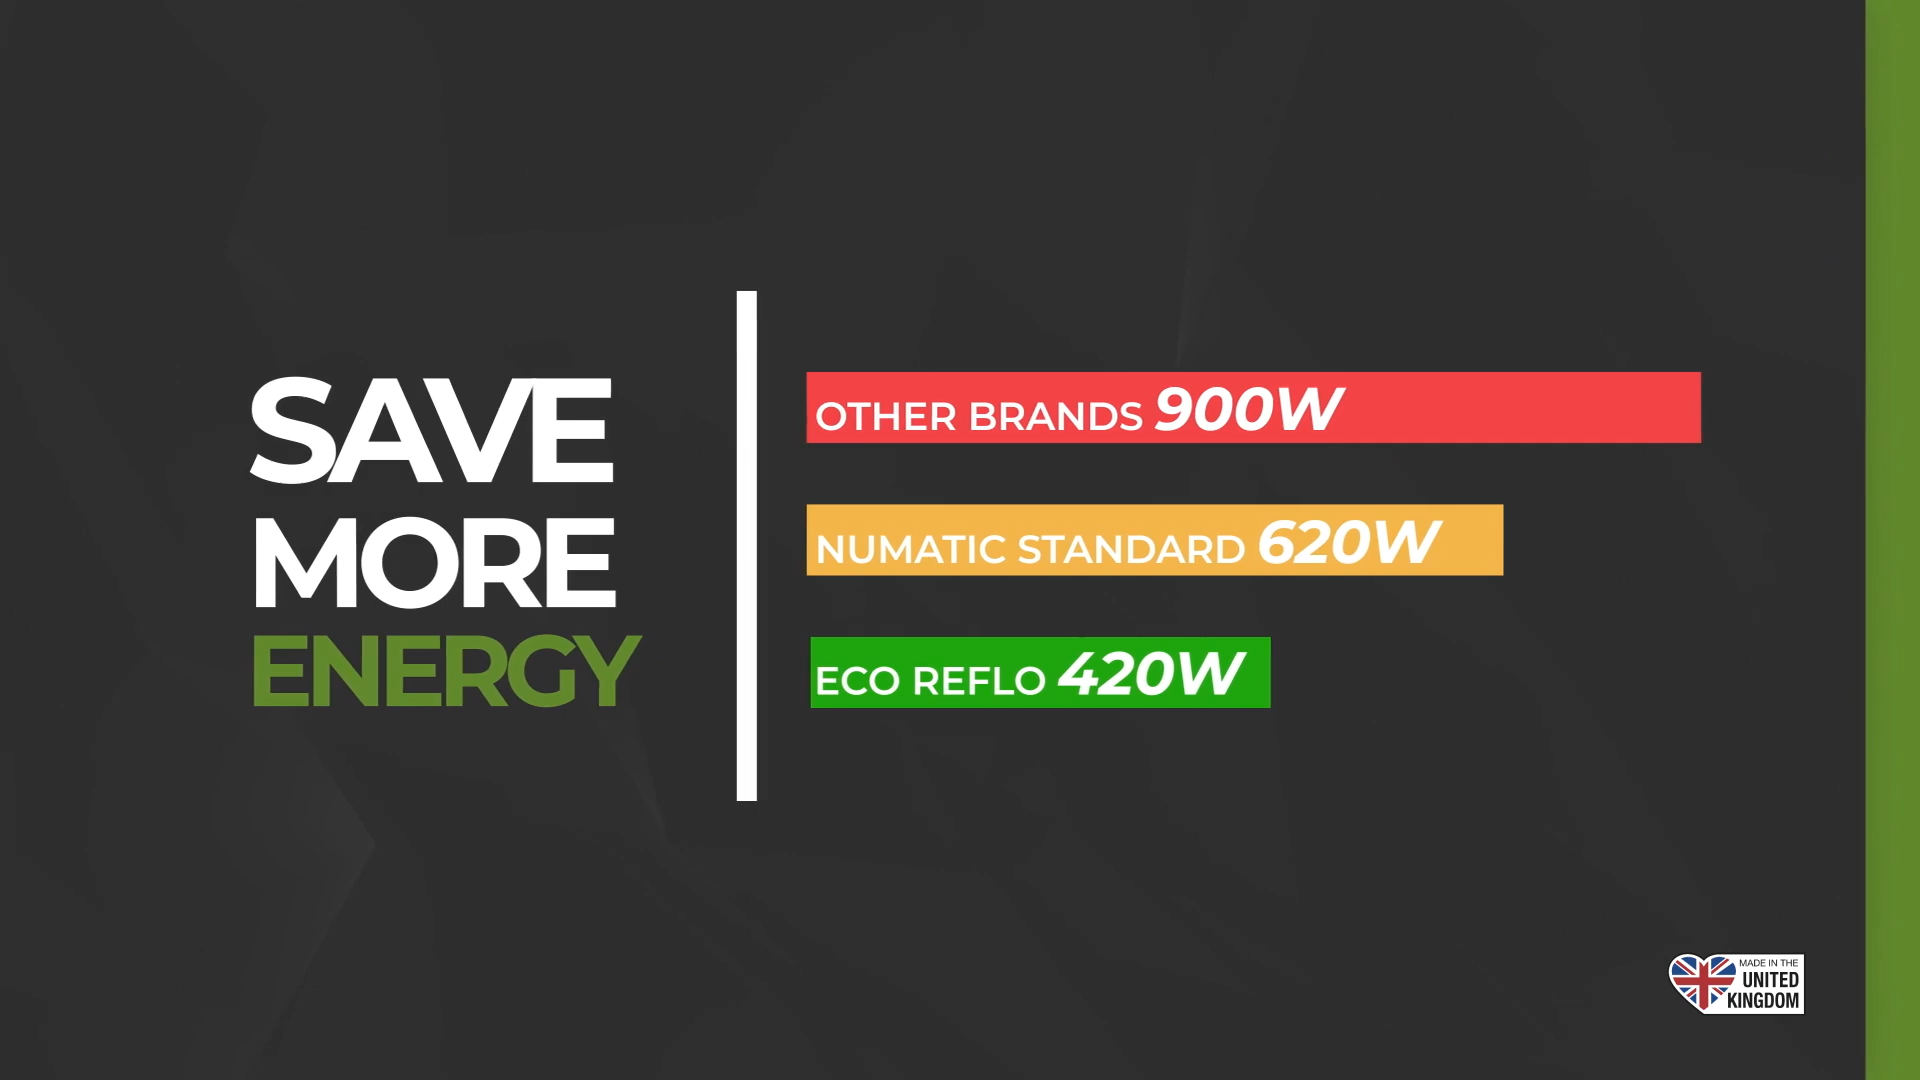 SAVE
MORE
ENERGY
OTHER BRANDS 900W
NUMATIC STANDARD 620W
ECO REFLO 420W
MADE IN THE
UNITED
KINGDOM